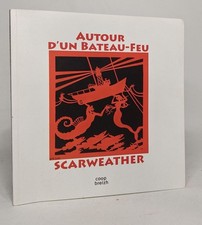 AUTOUR
D'UN BATEAU-FEU
SCARWEATHER
coop
breizh